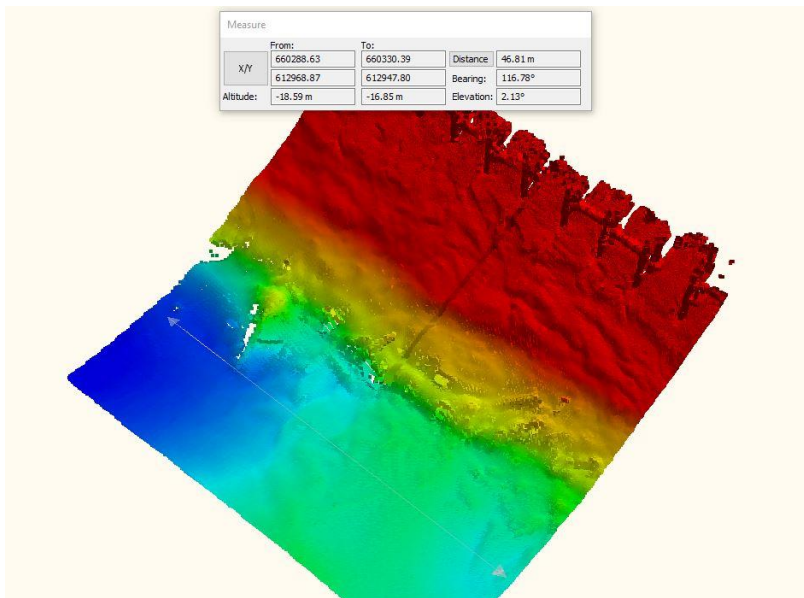 Measure
From: To:
X/Y 660288.63 660330.39 Distance 46.81 m
612968.87 612947.80 Bearing: 116.78°
Altitude: -18.59 m -16.85 m Elevation: 2.13°